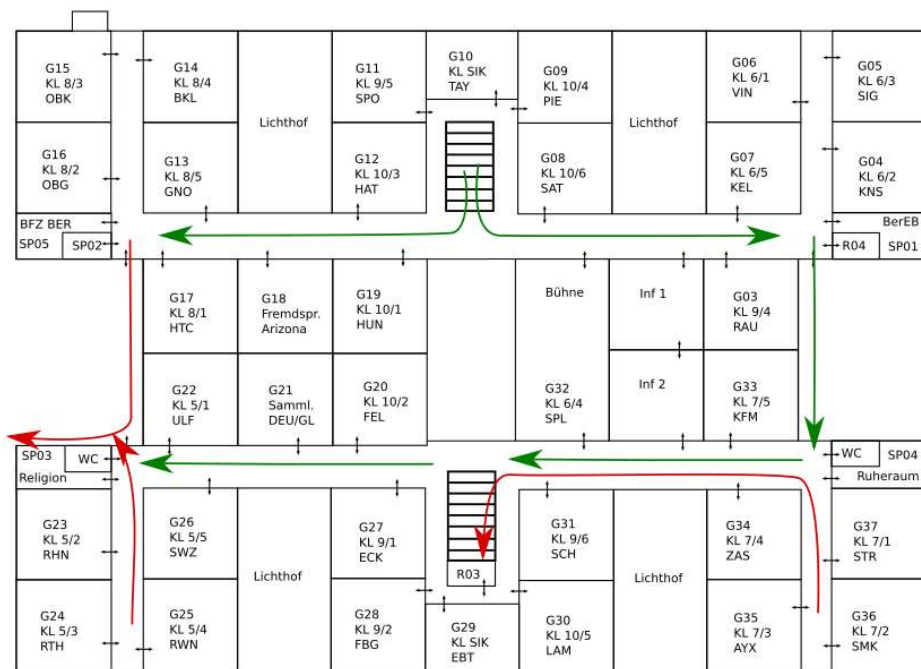 G15
KL 8/3
OBK
G14
KL 8/4
BKL
Lichthof
G11
KL 9/5
SPO
G10
KL SIK
TAY
G09
KL 10/4
PIE
Lichthof
G06
KL 6/1
VIN
G05
KL 6/3
SIG
G16
KL 8/2
OBG
G13
KL 8/5
GNO
G12
KL 10/3
HAT
G08
KL 10/6
SAT
G07
KL 6/5
KEL
G04
KL 6/2
KNS
BFZ BER
SP05
SP02
BerEB
R04
SP01
G17
KL 8/1
HTC
G18
Fremdspr.
Arizona
G19
KL 10/1
HUN
Bühne
Inf 1
G03
KL 9/4
RAU
G22
KL 5/1
ULF
G21
Samml.
DEU/GL
G20
KL 10/2
FEL
G32
KL 6/4
SPL
Inf 2
G33
KL 7/5
KFM
SP03
WC
Religion
WC
SP04
Ruheraum
G23
KL 5/2
RHN
G26
KL 5/5
SWZ
Lichthof
G27
KL 9/1
ECK
R03
G31
KL 9/6
SCH
Lichthof
G34
KL 7/4
ZAS
G37
KL 7/1
STR
G24
KL 5/3
RTH
G25
KL 5/4
RWN
G28
KL 9/2
FBG
G29
KL SIK
EBT
G30
KL 10/5
LAM
G35
KL 7/3
AYX
G36
KL 7/2
SMK